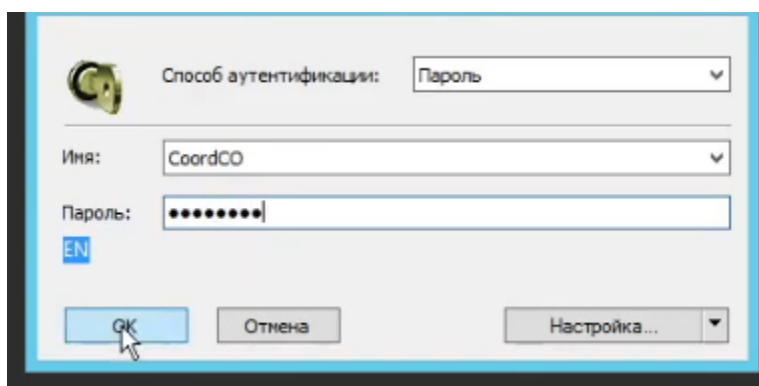 Способ аутентификации: Пароль
Имя: CoordCO
Пароль: ••••••••
EN
OK Отмена Настройка...